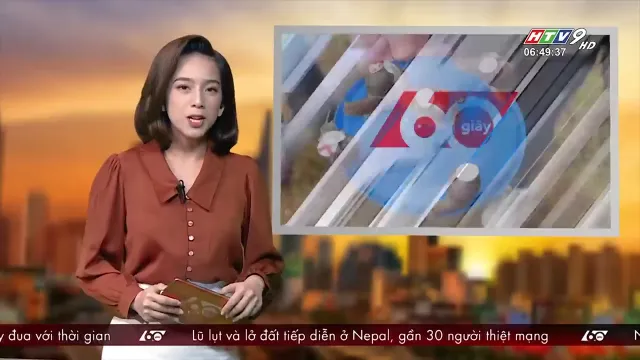 HTV9 HD
06:49:37
60 giây
y đua với thời gian 60 Lũ lụt và lở đất tiếp diễn ở Nepal, gần 30 người thiệt mạng 60